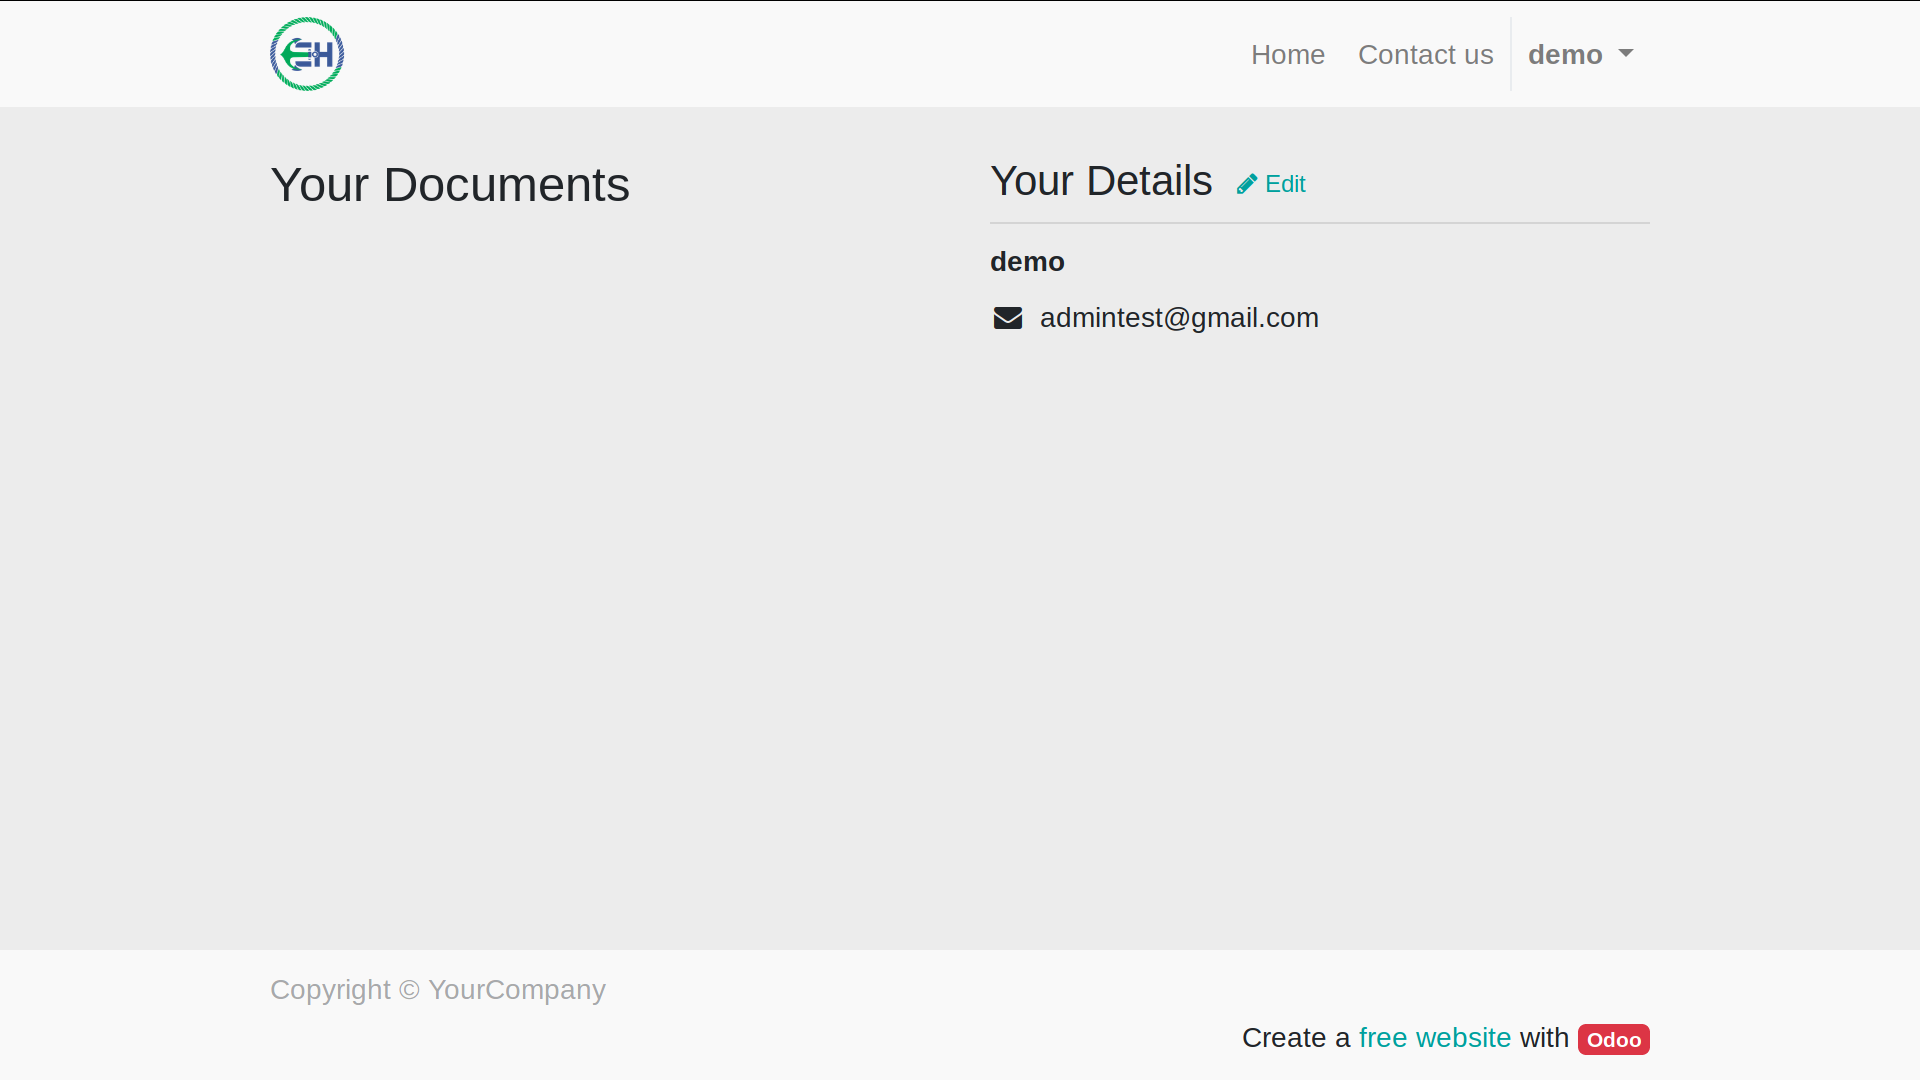 EH
Home Contact us demo
Your Documents
Your Details Edit
demo
admintest@gmail.com
Copyright © YourCompany
Create a free website with Odoo